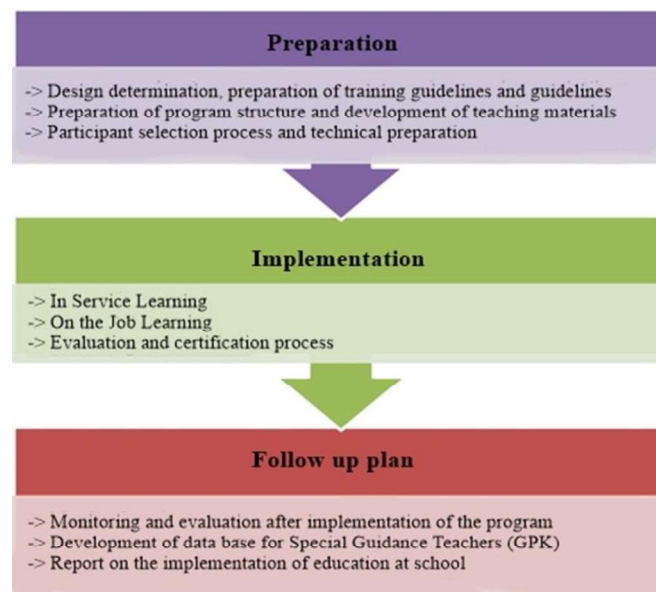 Preparation
-> Design determination, preparation of training guidelines and guidelines
-> Preparation of program structure and development of teaching materials
-> Participant selection process and technical preparation
Implementation
-> In Service Learning
-> On the Job Learning
-> Evaluation and certification process
Follow up plan
-> Monitoring and evaluation after implementation of the program
-> Development of data base for Special Guidance Teachers (GPK)
-> Report on the implementation of education at school